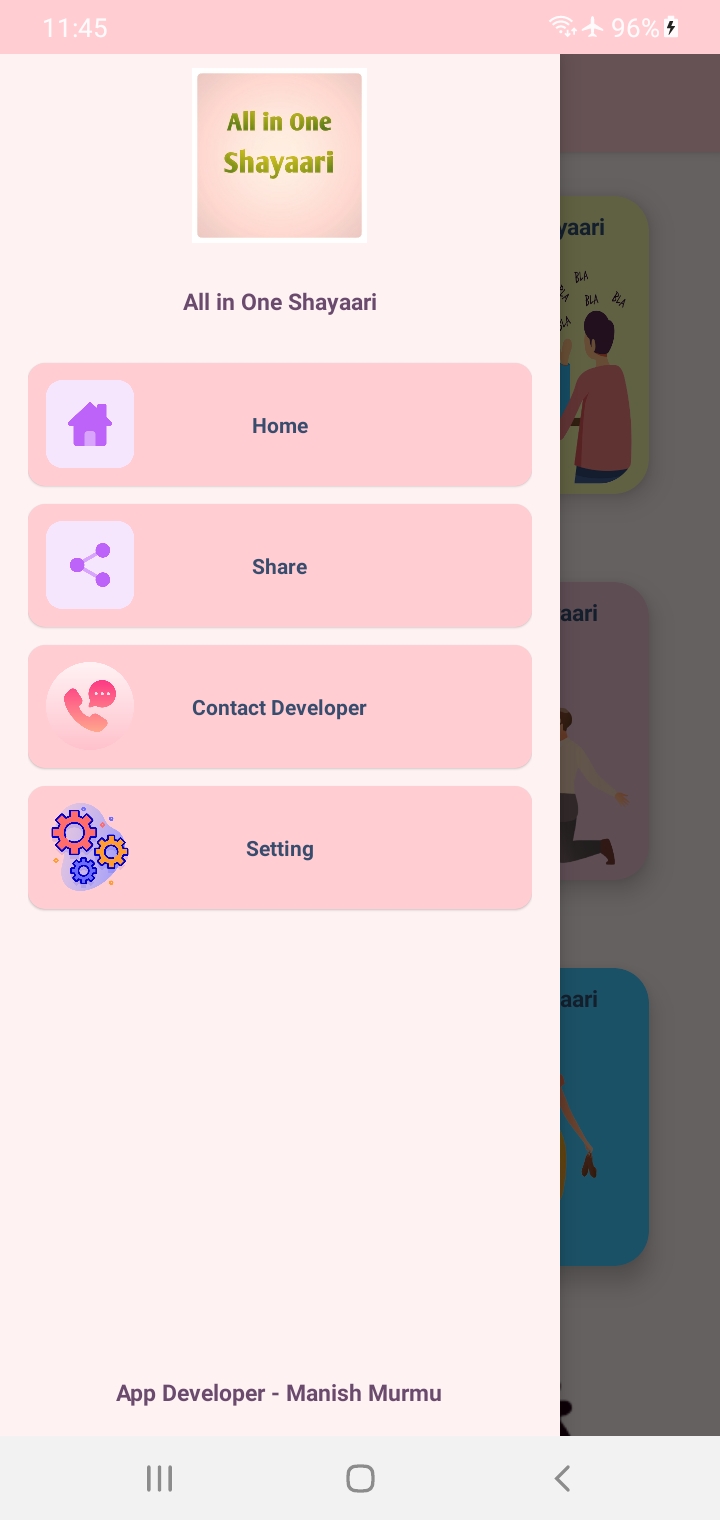 11:45
96%
All in One
Shayaari
All in One Shayaari
Home
Share
Contact Developer
Setting
App Developer - Manish Murmu
yaari
BLA
BLA
BLA
BLA
BLA
aari
aari